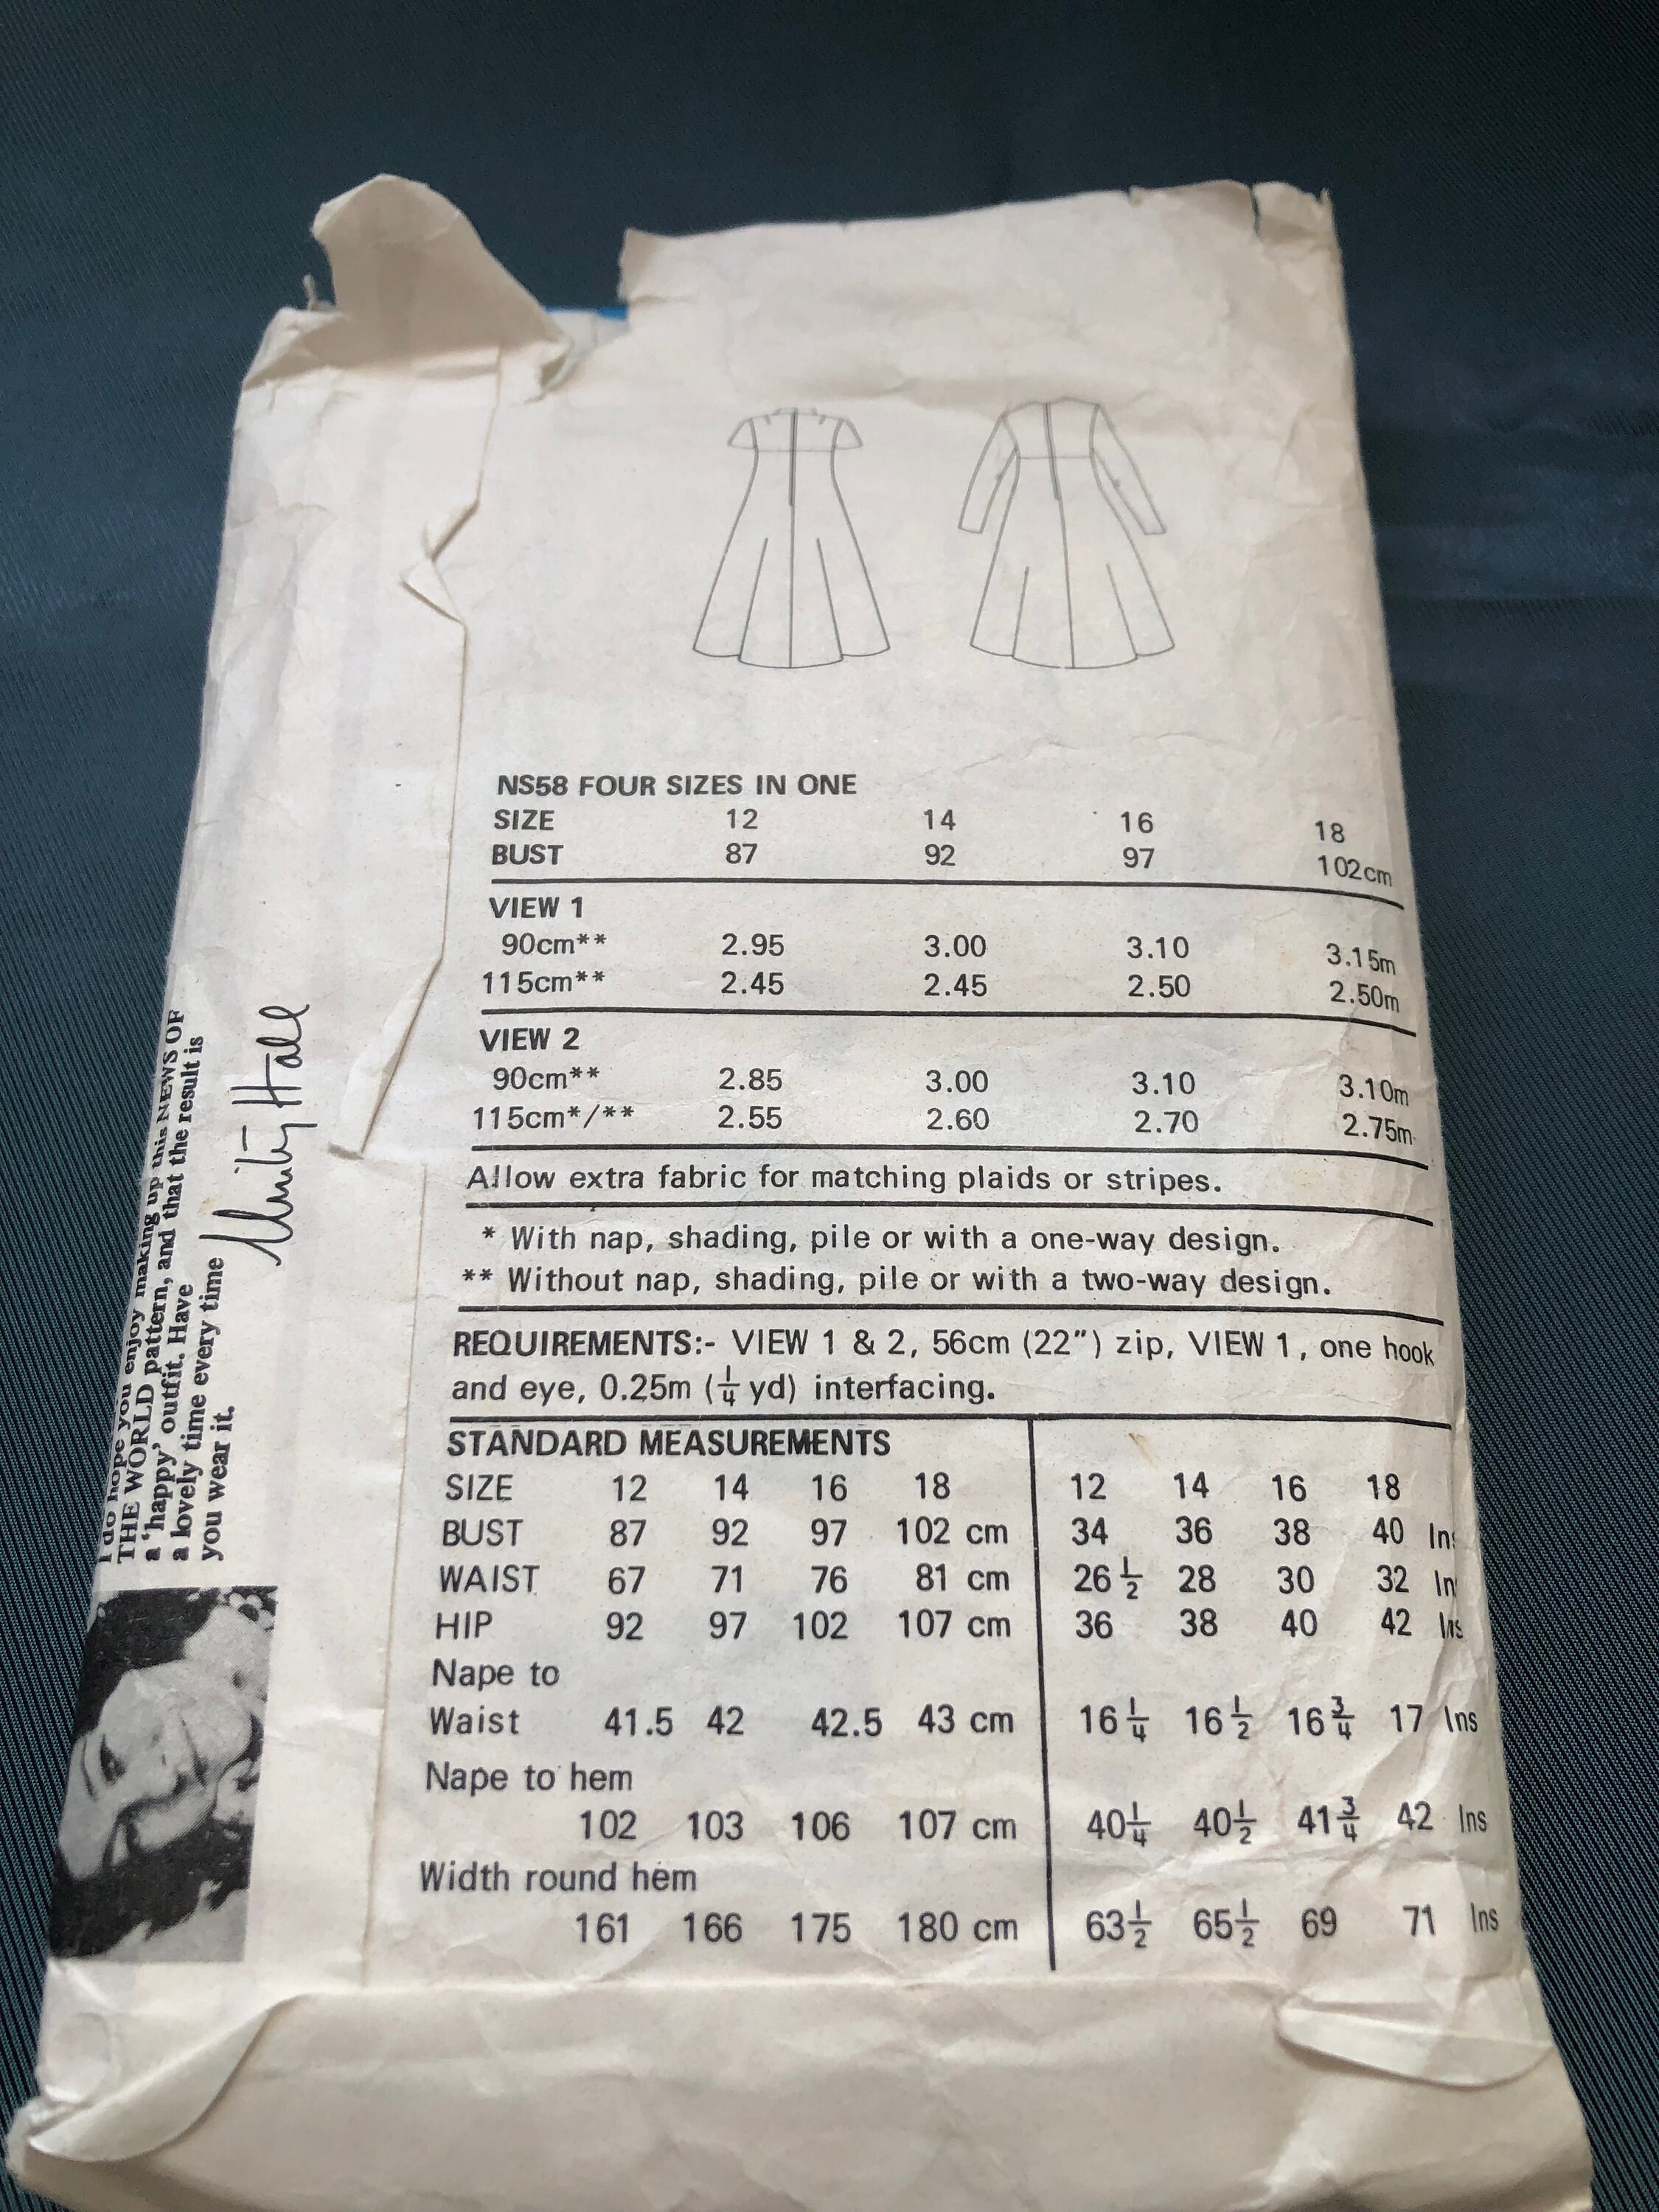 NS58 FOUR SIZES IN ONE
SIZE 12 14 16 18
BUST 87 92 97 102cm
VIEW 1
90cm** 2.95 3.00 3.10 3.15m
115cm** 2.45 2.45 2.50 2.50m
VIEW 2
90cm** 2.85 3.00 3.10 3.10m
115cm*/** 2.55 2.60 2.70 2.75m
Allow extra fabric for matching plaids or stripes.
* With nap, shading, pile or with a one-way design.
** Without nap, shading, pile or with a two-way design.
REQUIREMENTS:- VIEW 1 & 2, 56cm (22") zip, VIEW 1, one hook
and eye, 0.25m (¼ yd) interfacing.
STANDARD MEASUREMENTS
SIZE 12 14 16 18 12 14 16 18
BUST 87 92 97 102 cm 34 36 38 40 Ins
WAIST 67 71 76 81 cm 26½ 28 30 32 In
HIP 92 97 102 107 cm 36 38 40 42 Ins
Nape to
Waist 41.5 42 42.5 43 cm 16¼ 16½ 16¾ 17 Ins
Nape to hem
102 103 106 107 cm 40¼ 40½ 41¾ 42 Ins
Width round hem
161 166 175 180 cm 63½ 65½ 69 71 Ins
I do hope you enjoy making up this NEWS OF
THE WORLD pattern, and that the result is
a 'happy' outfit. Have
a lovely time every time
you wear it.
Unity Hall